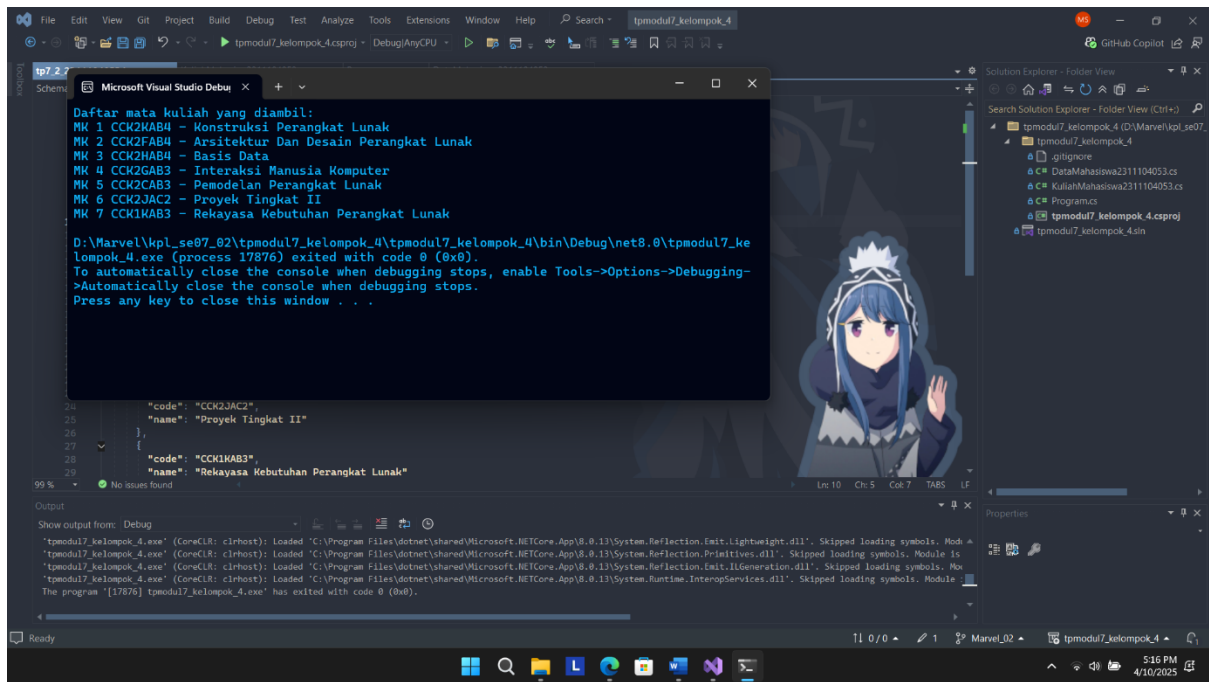 File Edit View Git Project Build Debug Test Analyze Tools Extensions Window Help Search tpmodul7_kelompok_4 MS
tpmodul7_kelompok_4.csproj Debug|AnyCPU GitHub Copilot
Toolbox
tp7_2_2
Schema
Microsoft Visual Studio Debug
Daftar mata kuliah yang diambil:
MK 1 CCK2KAB4 - Konstruksi Perangkat Lunak
MK 2 CCK2FAB4 - Arsitektur Dan Desain Perangkat Lunak
MK 3 CCK2HAB4 - Basis Data
MK 4 CCK2GAB3 - Interaksi Manusia Komputer
MK 5 CCK2CAB3 - Pemodelan Perangkat Lunak
MK 6 CCK2JAC2 - Proyek Tingkat II
MK 7 CCK1KAB3 - Rekayasa Kebutuhan Perangkat Lunak
D:\Marvel\kpl_se07_02\tpmodul7_kelompok_4\tpmodul7_kelompok_4\bin\Debug\net8.0\tpmodul7_ke
lompok_4.exe (process 17876) exited with code 0 (0x0).
To automatically close the console when debugging stops, enable Tools->Options->Debugging-
>Automatically close the console when debugging stops.
Press any key to close this window . . .
24 "code": "CCK2JAC2",
25 "name": "Proyek Tingkat II"
26 },
27 {
28 "code": "CCK1KAB3",
29 "name": "Rekayasa Kebutuhan Perangkat Lunak"
99 % No issues found Ln: 10 Ch: 5 Col: 7 TABS LF
Solution Explorer - Folder View
Search Solution Explorer - Folder View (Ctrl+;)
tpmodul7_kelompok_4 (D:\Marvel\kpl_se07_
tpmodul7_kelompok_4
.gitignore
C# DataMahasiswa2311104053.cs
C# KuliahMahasiswa2311104053.cs
C# Program.cs
tpmodul7_kelompok_4.csproj
tpmodul7_kelompok_4.sln
Output
Show output from: Debug
'tpmodul7_kelompok_4.exe' (CoreCLR: clrhost): Loaded 'C:\Program Files\dotnet\shared\Microsoft.NETCore.App\8.0.13\System.Reflection.Emit.Lightweight.dll'. Skipped loading symbols. Modu
'tpmodul7_kelompok_4.exe' (CoreCLR: clrhost): Loaded 'C:\Program Files\dotnet\shared\Microsoft.NETCore.App\8.0.13\System.Reflection.Primitives.dll'. Skipped loading symbols. Module is
'tpmodul7_kelompok_4.exe' (CoreCLR: clrhost): Loaded 'C:\Program Files\dotnet\shared\Microsoft.NETCore.App\8.0.13\System.Reflection.Emit.ILGeneration.dll'. Skipped loading symbols. Mod
'tpmodul7_kelompok_4.exe' (CoreCLR: clrhost): Loaded 'C:\Program Files\dotnet\shared\Microsoft.NETCore.App\8.0.13\System.Runtime.InteropServices.dll'. Skipped loading symbols. Module
The program '[17876] tpmodul7_kelompok_4.exe' has exited with code 0 (0x0).
Properties
Ready 0 / 0 1 Marvel_02 tpmodul7_kelompok_4 1
5:16 PM
4/10/2025